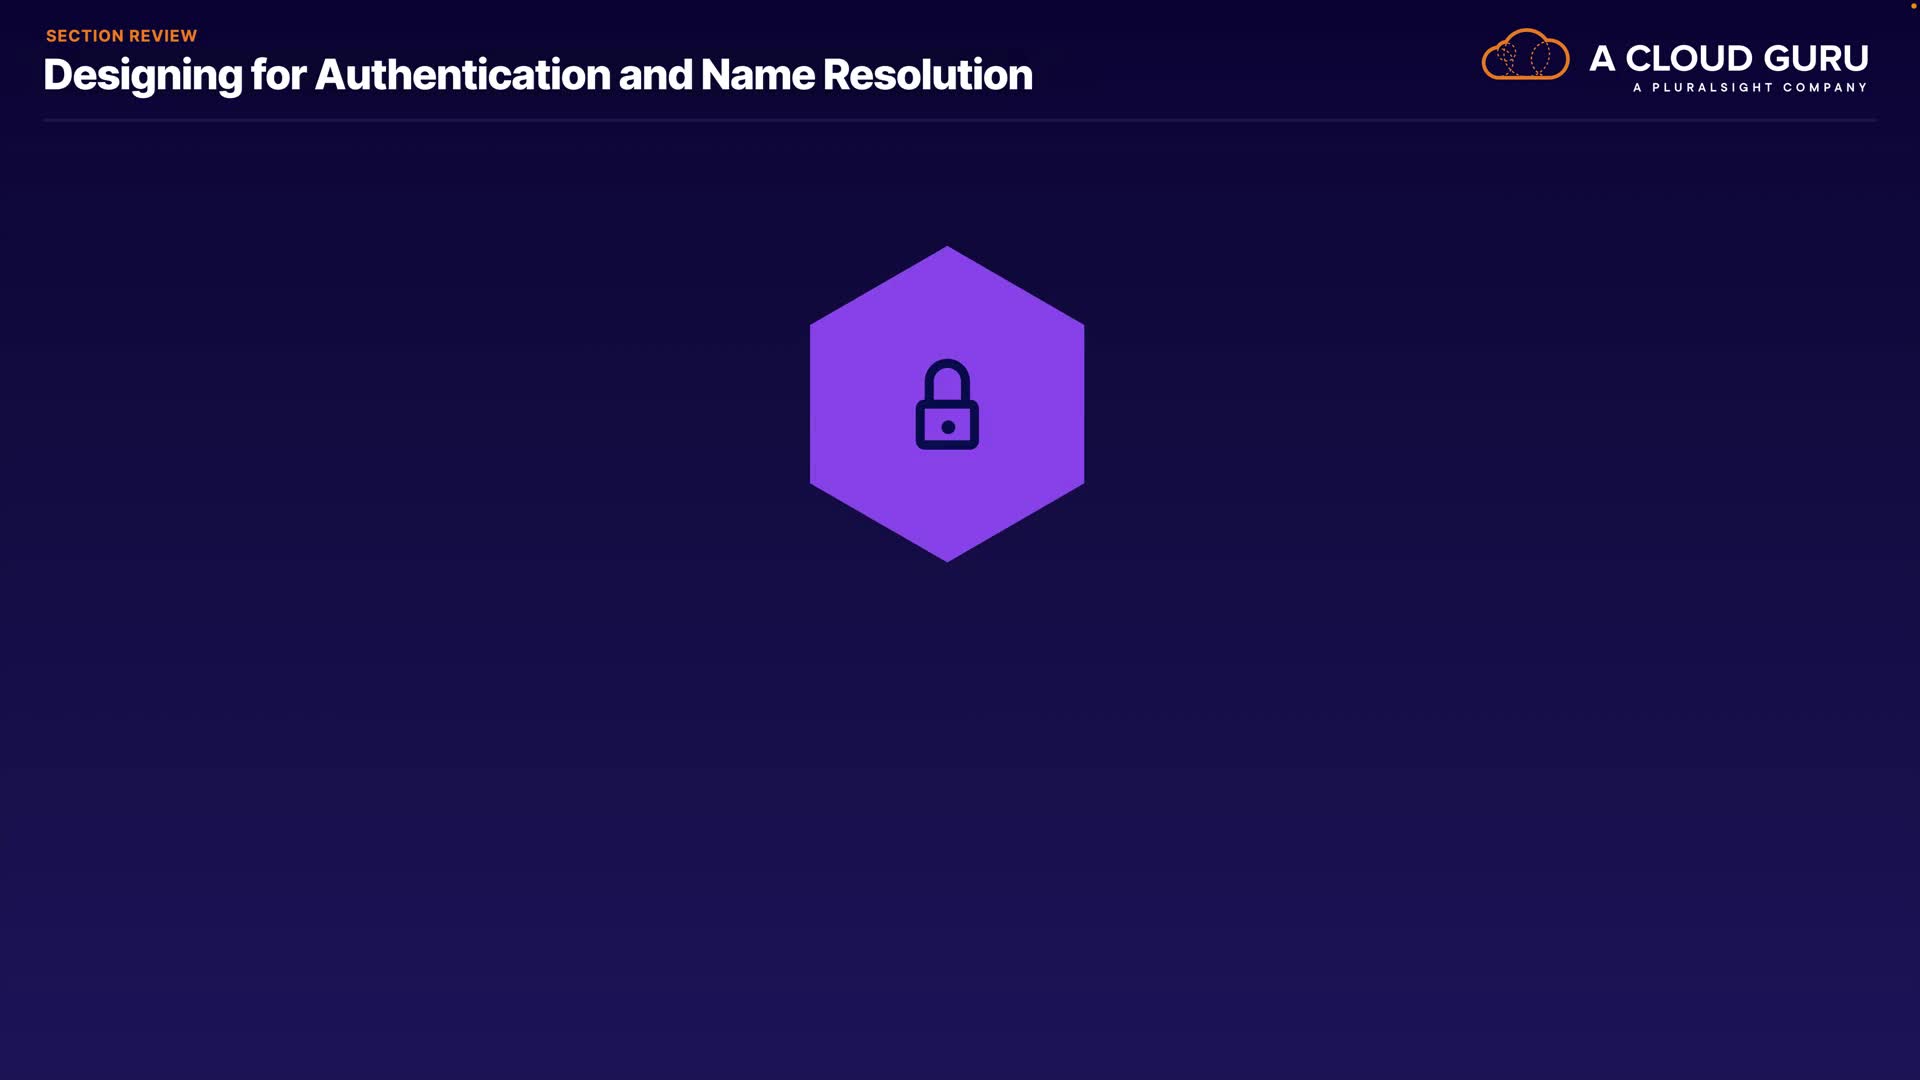 SECTION REVIEW
Designing for Authentication and Name Resolution
A CLOUD GURU
A PLURALSIGHT COMPANY